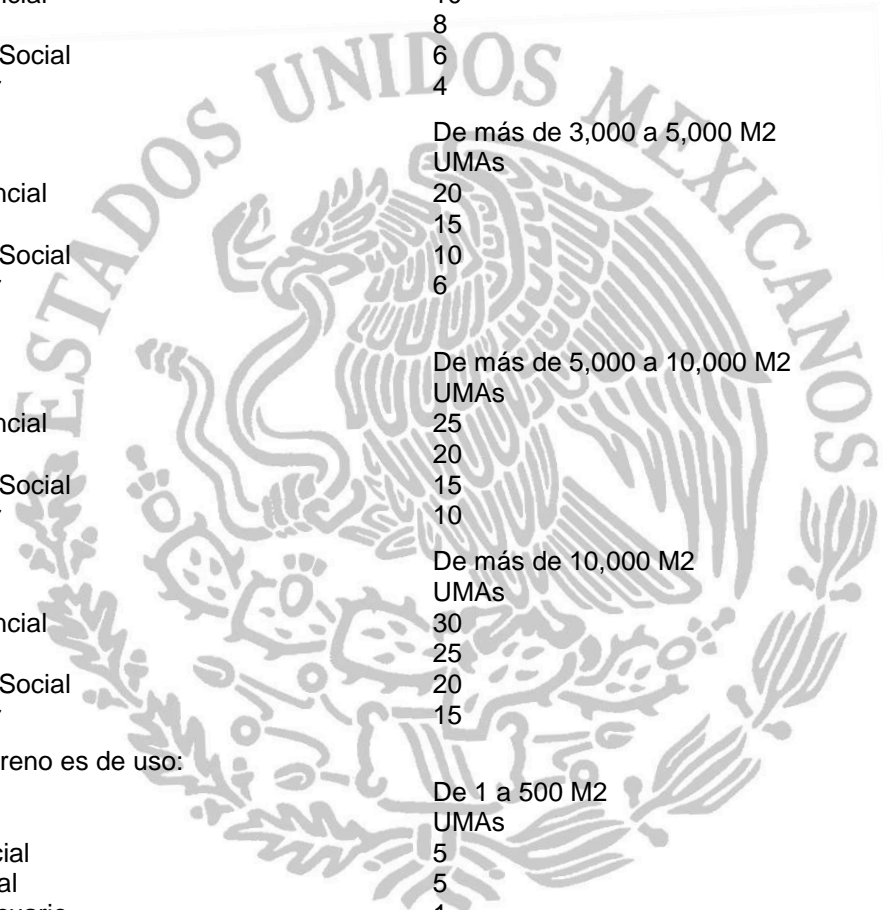 8
Social 6
4
De más de 3,000 a 5,000 M2
UMAs
ncial 20
15
Social 10
6
De más de 5,000 a 10,000 M2
UMAs
ncial 25
20
Social 15
10
De más de 10,000 M2
UMAs
ncial 30
25
Social 20
15
reno es de uso:
De 1 a 500 M2
UMAs
cial 5
al 5
ESTADOS UNIDOS MEXICANOS